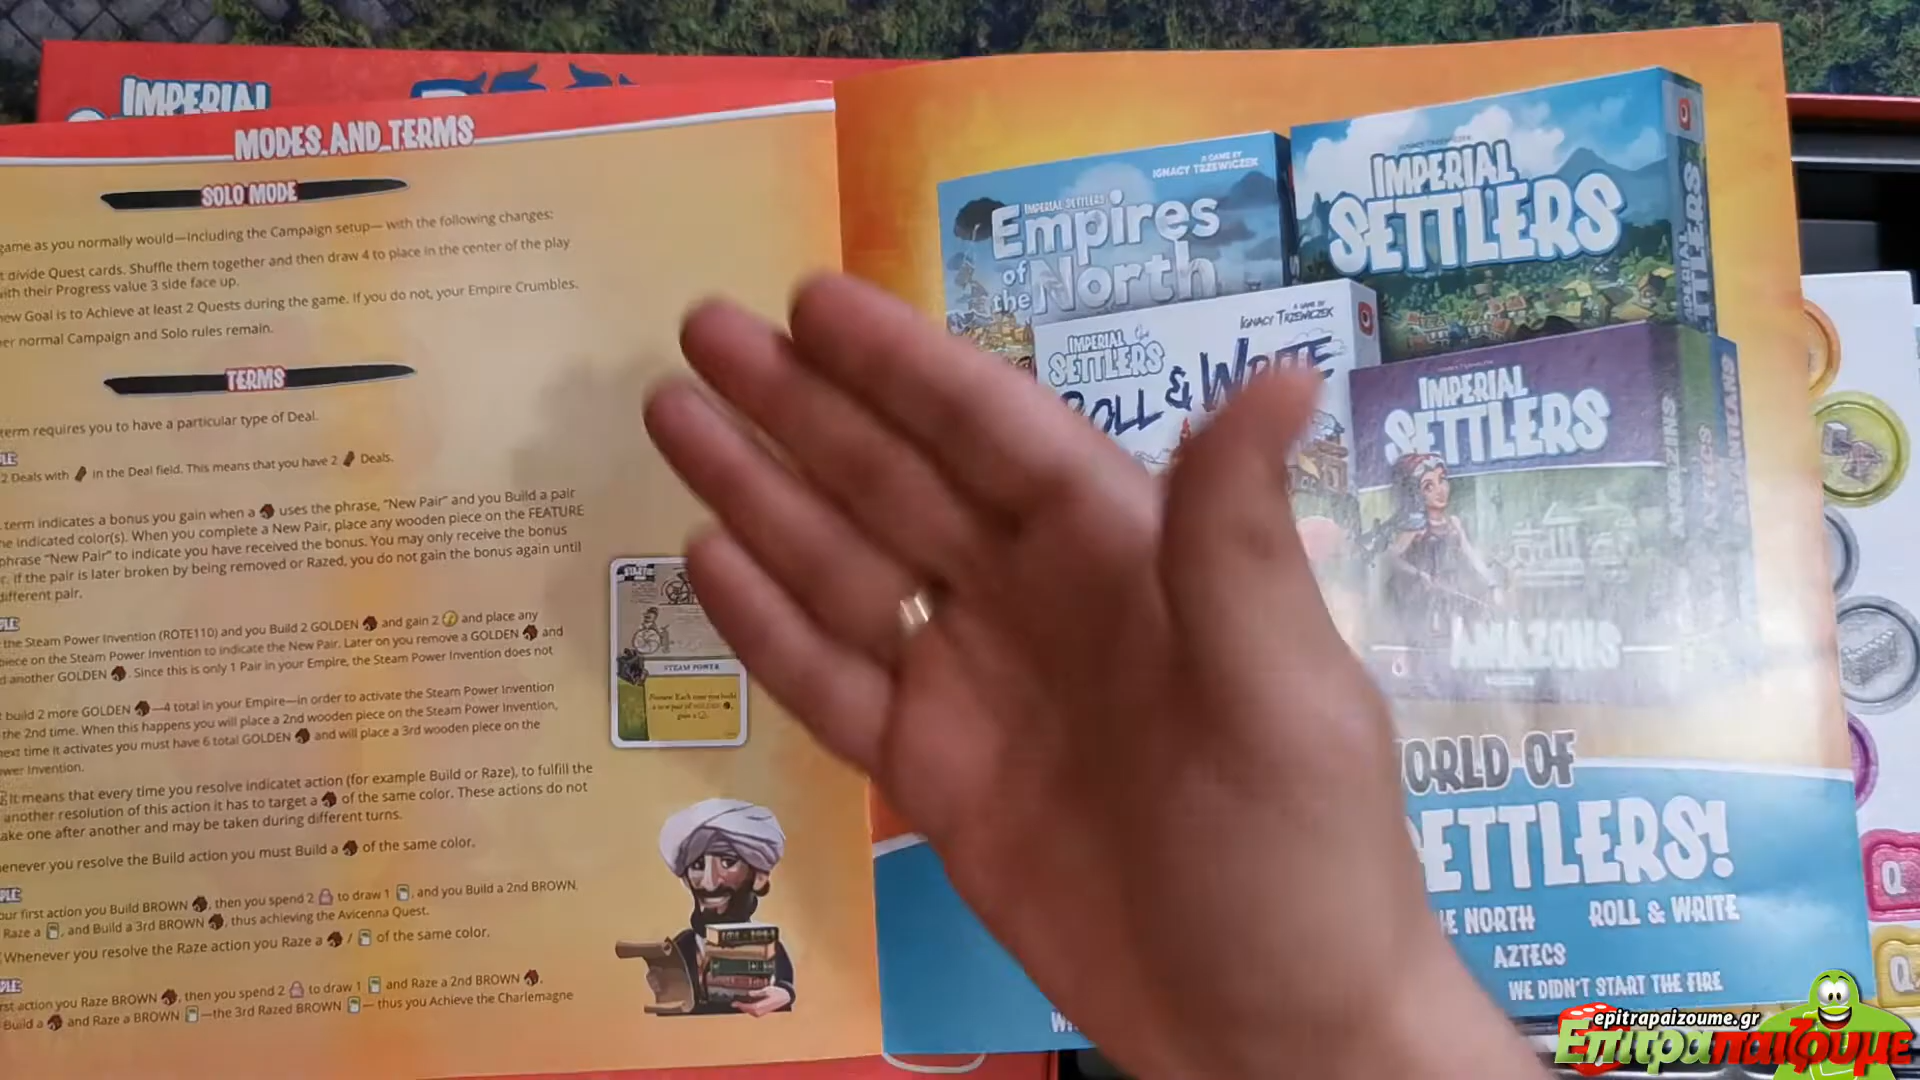 IMPERIAL
MODES AND TERMS
SOLO MODE
game as you normally would—including the Campaign setup— with the following changes:
t divide Quest cards. Shuffle them together and then draw 4 to place in the center of the play
with their Progress value 3 side face up.
new Goal is to Achieve at least 2 Quests during the game. If you do not, your Empire Crumbles.
er normal Campaign and Solo rules remain.
TERMS
term requires you to have a particular type of Deal.
2 Deals with in the Deal field. This means that you have 2 Deals.
term indicates a bonus you gain when a uses the phrase, "New Pair" and you Build a pair
he indicated color(s). When you complete a New Pair, place any wooden piece on the FEATURE
phrase "New Pair" to indicate you have received the bonus. You may only receive the bonus
r. If the pair is later broken by being removed or Razed, you do not gain the bonus again until
different pair.
the Steam Power Invention (ROTE110) and you Build 2 GOLDEN and gain 2 and place any
piece on the Steam Power Invention to indicate the New Pair. Later on you remove a GOLDEN and
d another GOLDEN . Since this is only 1 Pair in your Empire, the Steam Power Invention does not
build 2 more GOLDEN —4 total in your Empire—in order to activate the Steam Power Invention
the 2nd time. When this happens you will place a 2nd wooden piece on the Steam Power Invention,
next time it activates you must have 6 total GOLDEN and will place a 3rd wooden piece on the
wer Invention.
It means that every time you resolve indicatet action (for example Build or Raze), to fulfill the
another resolution of this action it has to target a of the same color. These actions do not
ake one after another and may be taken during different turns.
henever you resolve the Build action you must Build a of the same color.
our first action you Build BROWN , then you spend 2 to draw 1 , and you Build a 2nd BROWN.
Raze a , and Build a 3rd BROWN , thus achieving the Avicenna Quest.
Whenever you resolve the Raze action you Raze a / of the same color.
rst action you Raze BROWN , then you spend 2 to draw 1 and Raze a 2nd BROWN .
Build a and Raze a BROWN —the 3rd Razed BROWN — thus you Achieve the Charlemagne
STEAM POWER
A GAME BY
IGNACY TRZEWICZEK
IMPERIAL SETTLERS
Empires
of
the North
IMPERIAL
SETTLERS
IMPERIAL
SETTLERS
A GAME BY
IGNACY TRZEWICZEK
IMPERIAL the
SETTLERS
ROLL & WRITE
IMPERIAL
SETTLERS
AMAZONS
AMAZONS
AZTECS
ATLANTEANS
WORLD OF
SETTLERS!
HE NORTH
ROLL & WRITE
AZTECS
WE DIDN'T START THE FIRE
Q
Q
epitrapaizoume.gr
Επιτραπαίζουμε